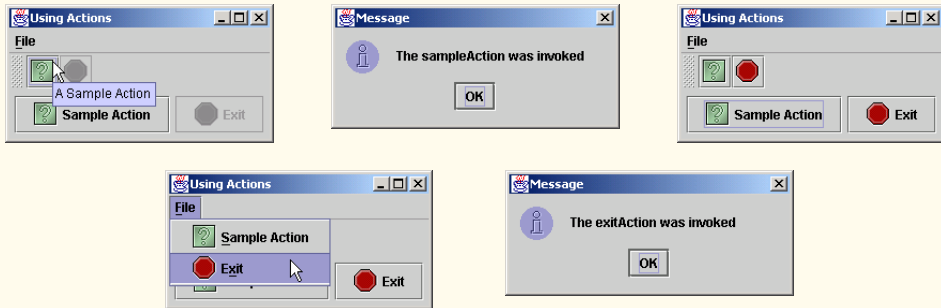 Using Actions
File
A Sample Action
Sample Action
Exit
Message
The sampleAction was invoked
OK
Using Actions
File
Sample Action
Exit
Using Actions
File
Sample Action
Exit
Exit
Message
The exitAction was invoked
OK